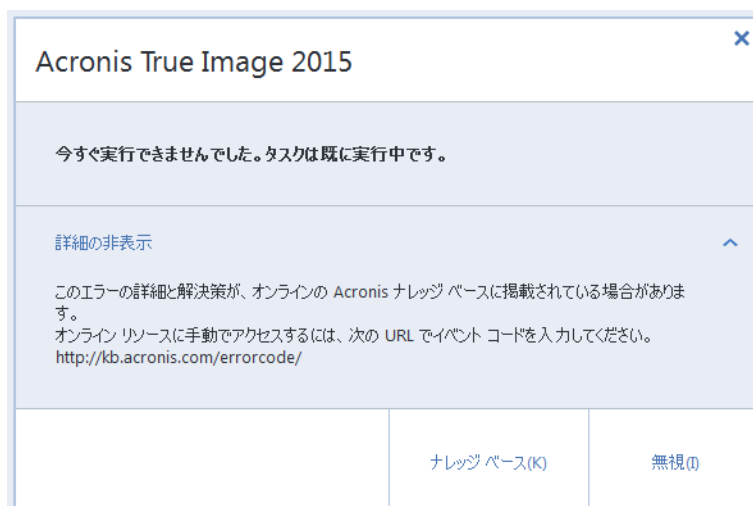 Acronis True Image 2015
今すぐ実行できませんでした。タスクは既に実行中です。
詳細の非表示
このエラーの詳細と解決策が、オンラインの Acronis ナレッジ ベースに掲載されている場合がありま
す。
オンライン リソースに手動でアクセスするには、次の URL でイベント コードを入力してください。
http://kb.acronis.com/errorcode/
ナレッジ ベース(K)
無視(I)